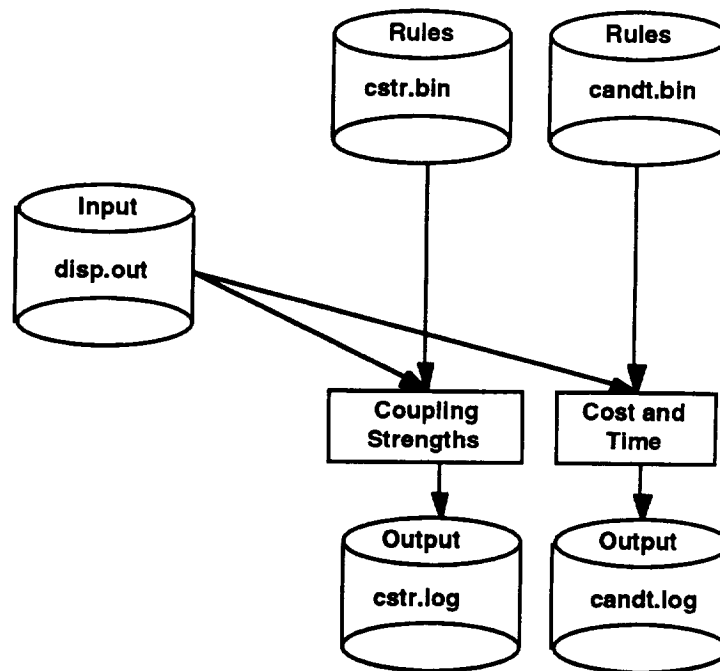 Rules
cstr.bin
Rules
candt.bin
Input
disp.out
Coupling
Strengths
Cost and
Time
Output
cstr.log
Output
candt.log